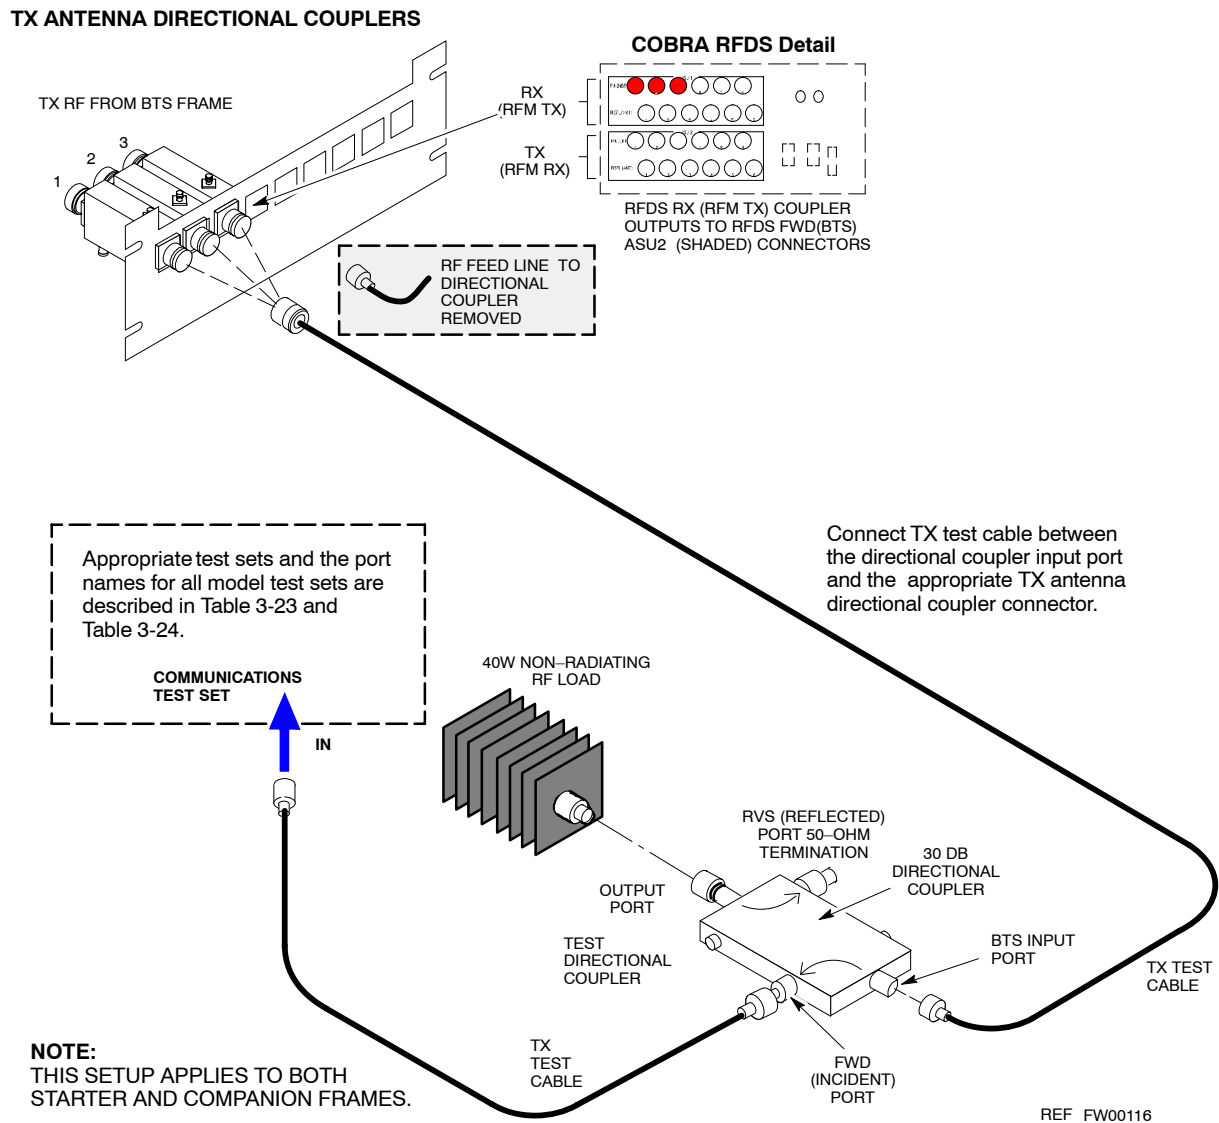 TX ANTENNA DIRECTIONAL COUPLERS
COBRA RFDS Detail
TX RF FROM BTS FRAME
1
2
3
RX
(RFM TX)
TX
(RFM RX)
RFDS RX (RFM TX) COUPLER
OUTPUTS TO RFDS FWD(BTS)
ASU2 (SHADED) CONNECTORS
RF FEED LINE TO
DIRECTIONAL
COUPLER
REMOVED
Connect TX test cable between
the directional coupler input port
and the appropriate TX antenna
directional coupler connector.
Appropriate test sets and the port
names for all model test sets are
described in Table 3-23 and
Table 3-24.
COMMUNICATIONS
TEST SET
IN
40W NON–RADIATING
RF LOAD
RVS (REFLECTED)
PORT 50–OHM
TERMINATION
30 DB
DIRECTIONAL
COUPLER
OUTPUT
PORT
TEST
DIRECTIONAL
COUPLER
BTS INPUT
PORT
TX TEST
CABLE
TX
TEST
CABLE
FWD
(INCIDENT)
PORT
NOTE:
THIS SETUP APPLIES TO BOTH
STARTER AND COMPANION FRAMES.
REF FW00116